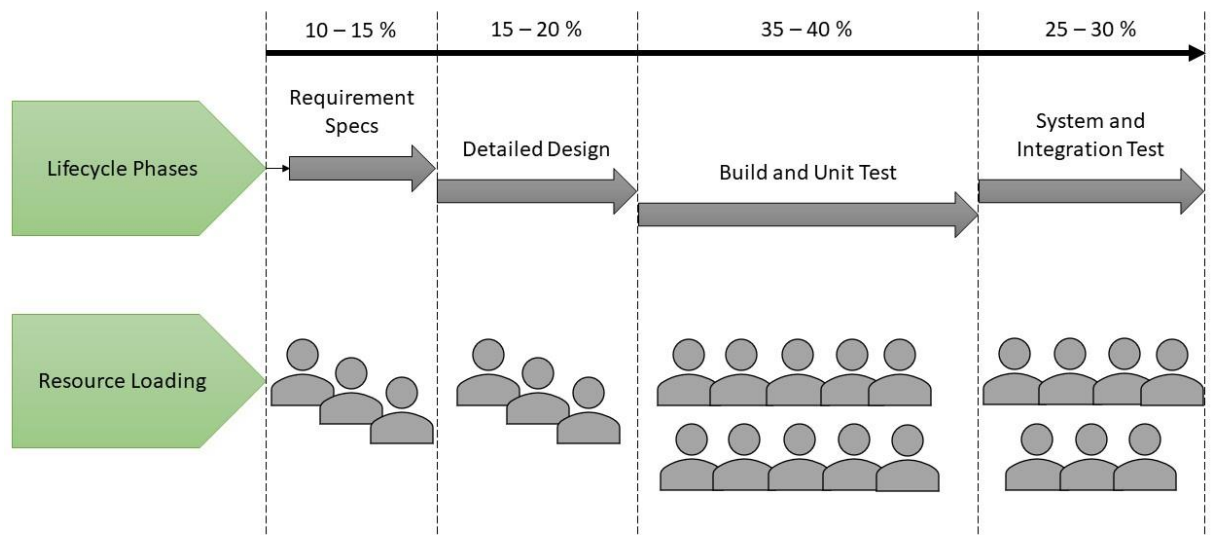 10 – 15 %
15 – 20 %
35 – 40 %
25 – 30 %
Requirement
Specs
Detailed Design
Build and Unit Test
System and
Integration Test
Lifecycle Phases
Resource Loading